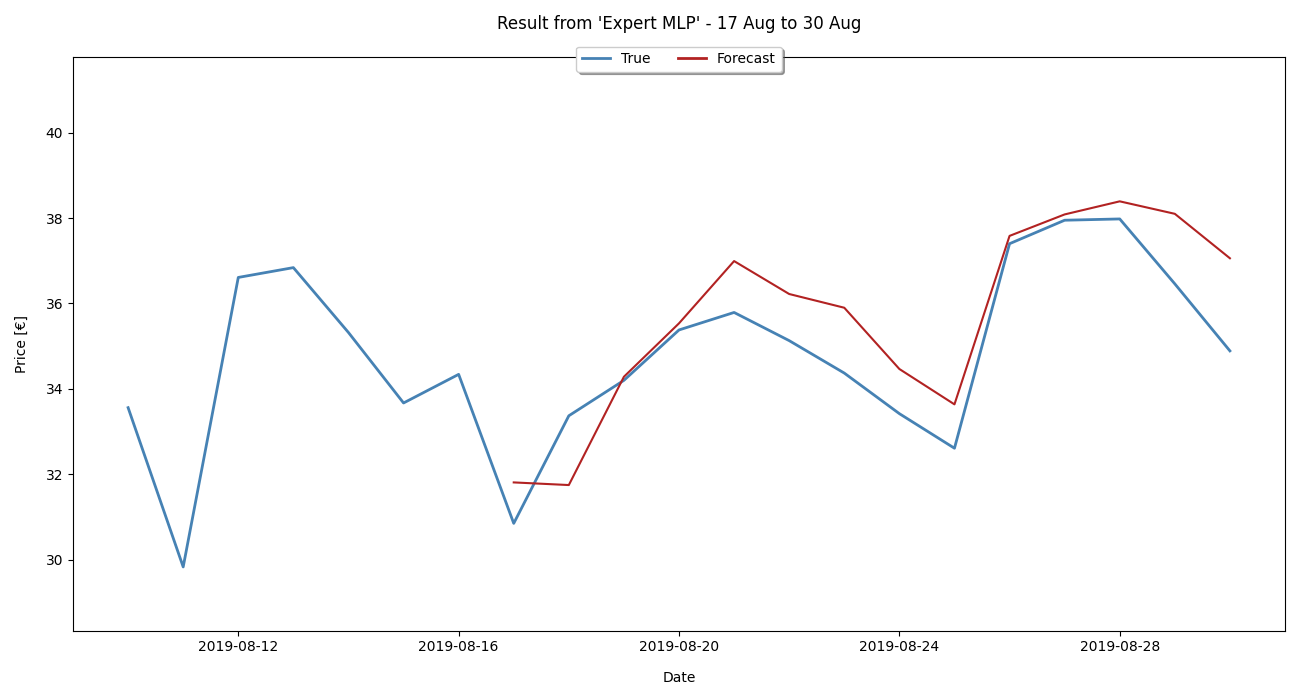 Result from 'Expert MLP' - 17 Aug to 30 Aug
True
Forecast
40
38
36
34
32
30
Price [€]
2019-08-12
2019-08-16
2019-08-20
2019-08-24
2019-08-28
Date